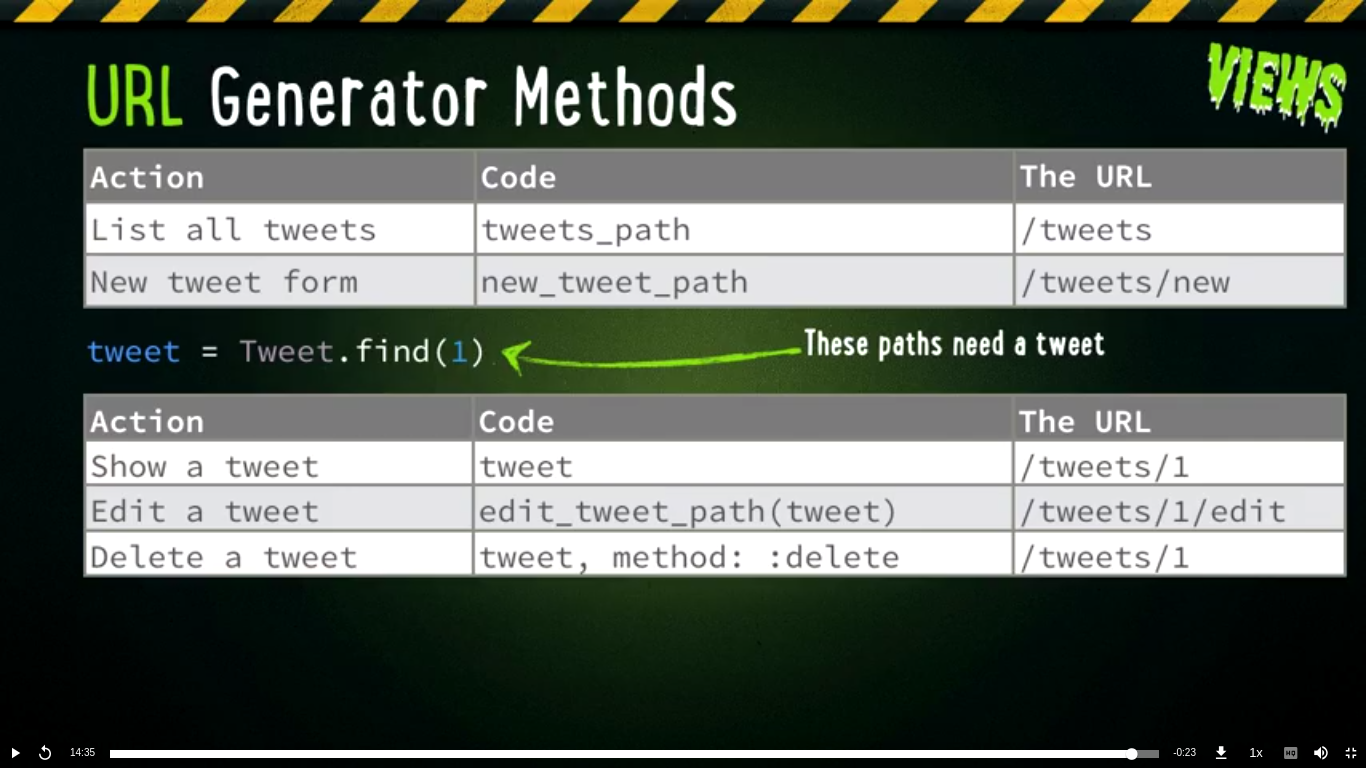 VIEWS
URL Generator Methods
Action Code The URL
List all tweets tweets_path /tweets
New tweet form new_tweet_path /tweets/new
tweet = Tweet.find(1) These paths need a tweet
Action Code The URL
Show a tweet tweet /tweets/1
Edit a tweet edit_tweet_path(tweet) /tweets/1/edit
Delete a tweet tweet, method: :delete /tweets/1
14:35 -0:23 1x HQ